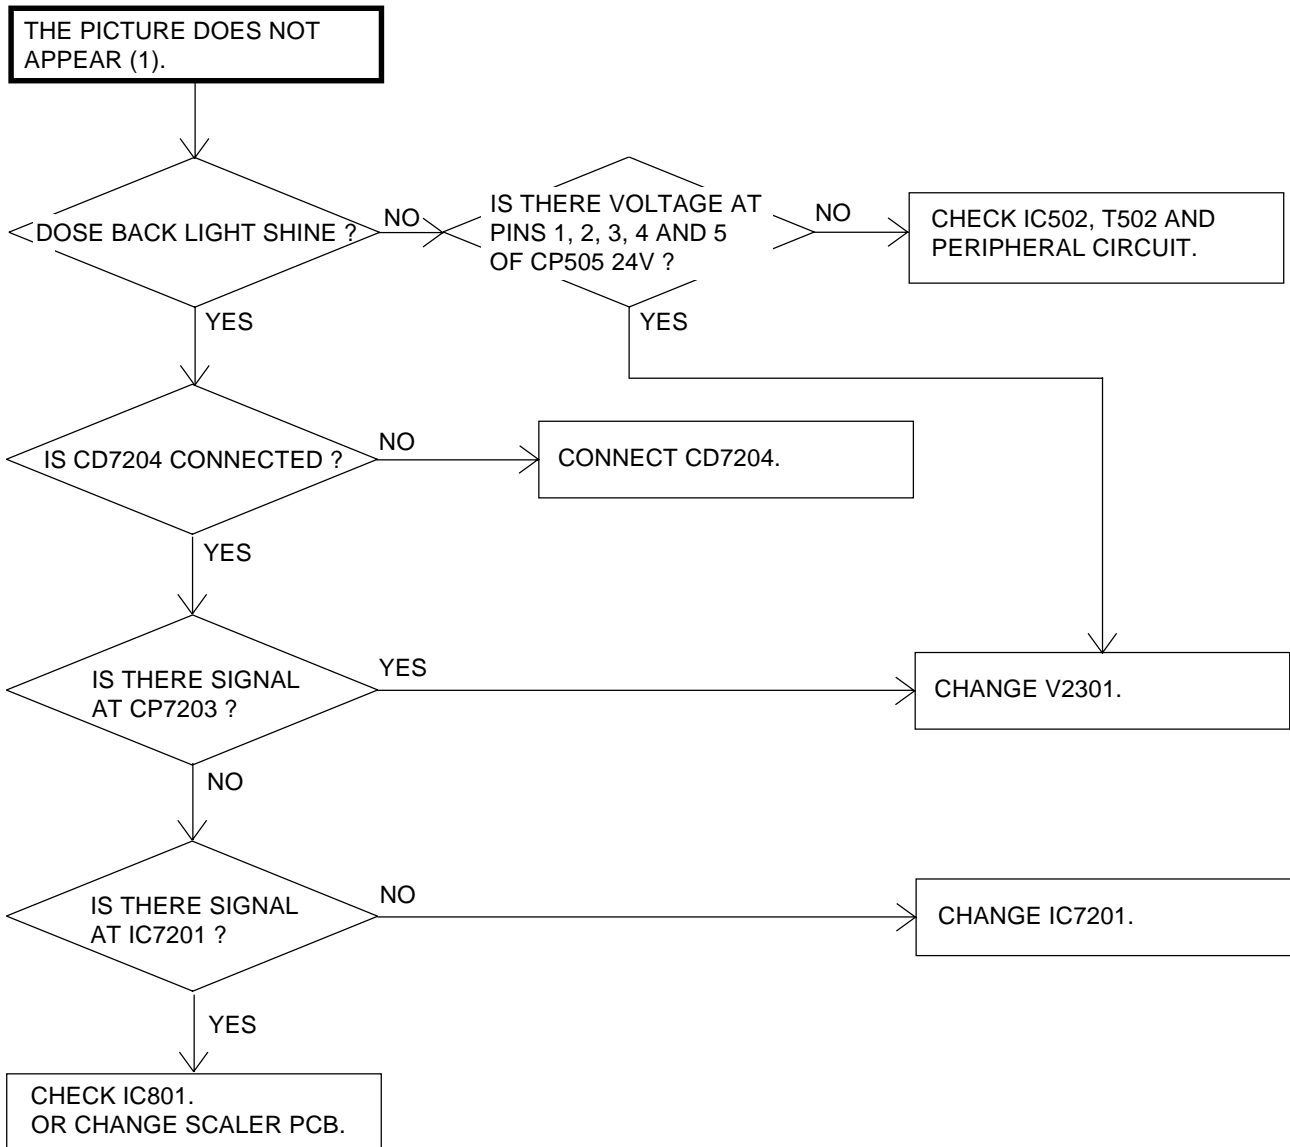 THE PICTURE DOES NOT
APPEAR (1).
DOSE BACK LIGHT SHINE ?
NO
IS THERE VOLTAGE AT
PINS 1, 2, 3, 4 AND 5
OF CP505 24V ?
NO
CHECK IC502, T502 AND
PERIPHERAL CIRCUIT.
YES
YES
IS CD7204 CONNECTED ?
NO
CONNECT CD7204.
YES
IS THERE SIGNAL
AT CP7203 ?
YES
CHANGE V2301.
NO
IS THERE SIGNAL
AT IC7201 ?
NO
CHANGE IC7201.
YES
CHECK IC801.
OR CHANGE SCALER PCB.